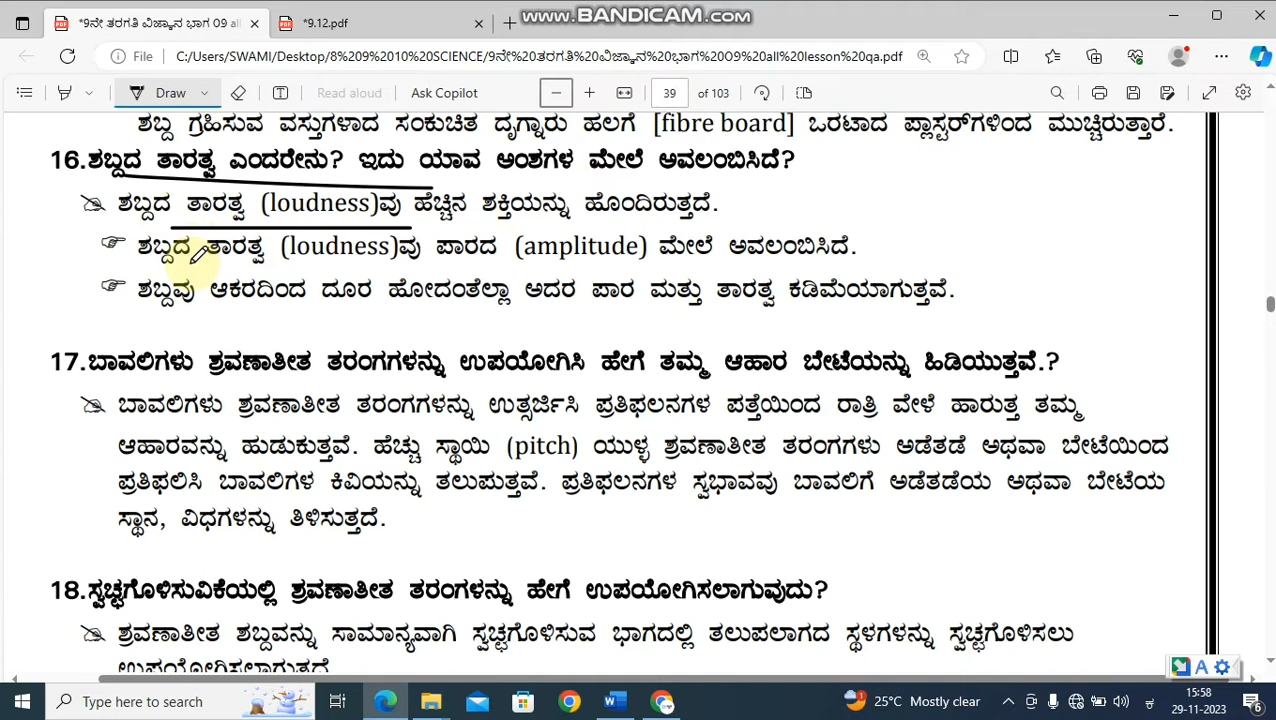 www.BANDICAM.com
*9ನೇ ತರಗತಿ ವಿಜ್ಞಾನ ಭಾಗ 09 all
*9.12.pdf
File C:/Users/SWAMI/Desktop/8%209%2010%20SCIENCE/9ನೇ%20ತರಗತಿ%20ವಿಜ್ಞಾನ%20ಭಾಗ%20O9%20all%20lesson%20qa.pdf
Draw Read aloud Ask Copilot 39 of 103
ಶಬ್ದ ಗ್ರಹಿಸುವ ವಸ್ತುಗಳಾದ ಸಂಕುಚಿತ ದೃಗ್ನಾರು ಹಲಗೆ [fibre board] ಒರಟಾದ ಪ್ಲಾಸ್ಟರ್‌ಗಳಿಂದ ಮುಚ್ಚಿರುತ್ತಾರೆ.
16.ಶಬ್ದದ ತಾರತ್ವ ಎಂದರೇನು? ಇದು ಯಾವ ಅಂಶಗಳ ಮೇಲೆ ಅವಲಂಬಿಸಿದೆ?
ಶಬ್ದದ ತಾರತ್ವ (loudness)ವು ಹೆಚ್ಚಿನ ಶಕ್ತಿಯನ್ನು ಹೊಂದಿರುತ್ತದೆ.
ಶಬ್ದದ ತಾರತ್ವ (loudness)ವು ಪಾರದ (amplitude) ಮೇಲೆ ಅವಲಂಬಿಸಿದೆ.
ಶಬ್ದವು ಆಕರದಿಂದ ದೂರ ಹೋದಂತೆಲ್ಲಾ ಅದರ ಪಾರ ಮತ್ತು ತಾರತ್ವ ಕಡಿಮೆಯಾಗುತ್ತವೆ.
17.ಬಾವಲಿಗಳು ಶ್ರವಣಾತೀತ ತರಂಗಗಳನ್ನು ಉಪಯೋಗಿಸಿ ಹೇಗೆ ತಮ್ಮ ಆಹಾರ ಬೇಟೆಯನ್ನು ಹಿಡಿಯುತ್ತವೆ.?
ಬಾವಲಿಗಳು ಶ್ರವಣಾತೀತ ತರಂಗಗಳನ್ನು ಉತ್ಸರ್ಜಿಸಿ ಪ್ರತಿಫಲನಗಳ ಪತ್ತೆಯಿಂದ ರಾತ್ರಿ ವೇಳೆ ಹಾರುತ್ತ ತಮ್ಮ
ಆಹಾರವನ್ನು ಹುಡುಕುತ್ತವೆ. ಹೆಚ್ಚು ಸ್ಥಾಯಿ (pitch) ಯುಳ್ಳ ಶ್ರವಣಾತೀತ ತರಂಗಗಳು ಅಡೆತಡೆ ಅಥವಾ ಬೇಟೆಯಿಂದ
ಪ್ರತಿಫಲಿಸಿ ಬಾವಲಿಗಳ ಕಿವಿಯನ್ನು ತಲುಪುತ್ತವೆ. ಪ್ರತಿಫಲನಗಳ ಸ್ವಭಾವವು ಬಾವಲಿಗೆ ಅಡೆತಡೆಯ ಅಥವಾ ಬೇಟೆಯ
ಸ್ಥಾನ, ವಿಧಗಳನ್ನು ತಿಳಿಸುತ್ತದೆ.
18.ಸ್ವಚ್ಛಗೊಳಿಸುವಿಕೆಯಲ್ಲಿ ಶ್ರವಣಾತೀತ ತರಂಗಳನ್ನು ಹೇಗೆ ಉಪಯೋಗಿಸಲಾಗುವುದು?
ಶ್ರವಣಾತೀತ ಶಬ್ದವನ್ನು ಸಾಮಾನ್ಯವಾಗಿ ಸ್ವಚ್ಛಗೊಳಿಸುವ ಭಾಗದಲ್ಲಿ ತಲುಪಲಾಗದ ಸ್ಥಳಗಳನ್ನು ಸ್ವಚ್ಛಗೊಳಿಸಲು
ಉಪಯೋಗಿಸಲಾಗುತ್ತದೆ.
Type here to search 25°C Mostly clear 15:58
29-11-2023